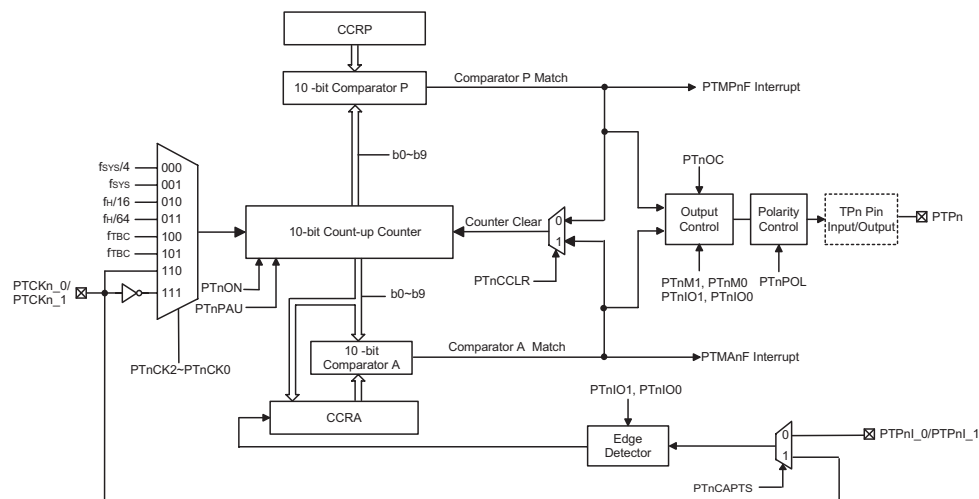 CCRP
10 -bit Comparator P
Comparator P Match
PTMPnF Interrupt
b0~b9
fSYS/4
000
fSYS
001
fH/16
010
fH/64
011
fTBC
100
fTBC
101
110
111
PTCKn_0/
PTCKn_1
PTnCK2~PTnCK0
10-bit Count-up Counter
PTnON
PTnPAU
Counter Clear
0
1
PTnCCLR
PTnOC
Output
Control
PTnM1, PTnM0
PTnIO1, PTnIO0
Polarity
Control
PTnPOL
TPn Pin
Input/Output
PTPn
b0~b9
10 -bit
Comparator A
Comparator A Match
PTMAnF Interrupt
CCRA
PTnIO1, PTnIO0
Edge
Detector
0
1
PTPnI_0/PTPnI_1
PTnCAPTS